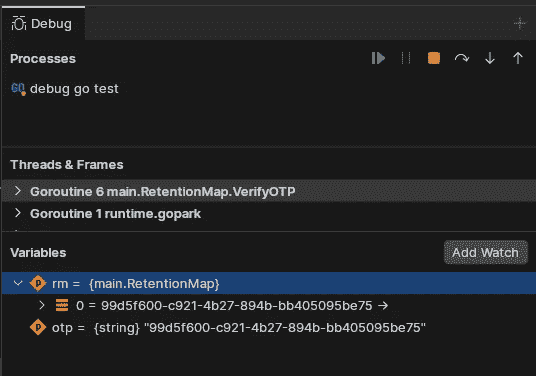 Debug
Processes
GO debug go test
Threads & Frames
Goroutine 6 main.RetentionMap.VerifyOTP
Goroutine 1 runtime.gopark
Variables
Add Watch
rm = {main.RetentionMap}
0 = 99d5f600-c921-4b27-894b-bb405095be75 →
otp = {string} "99d5f600-c921-4b27-894b-bb405095be75"